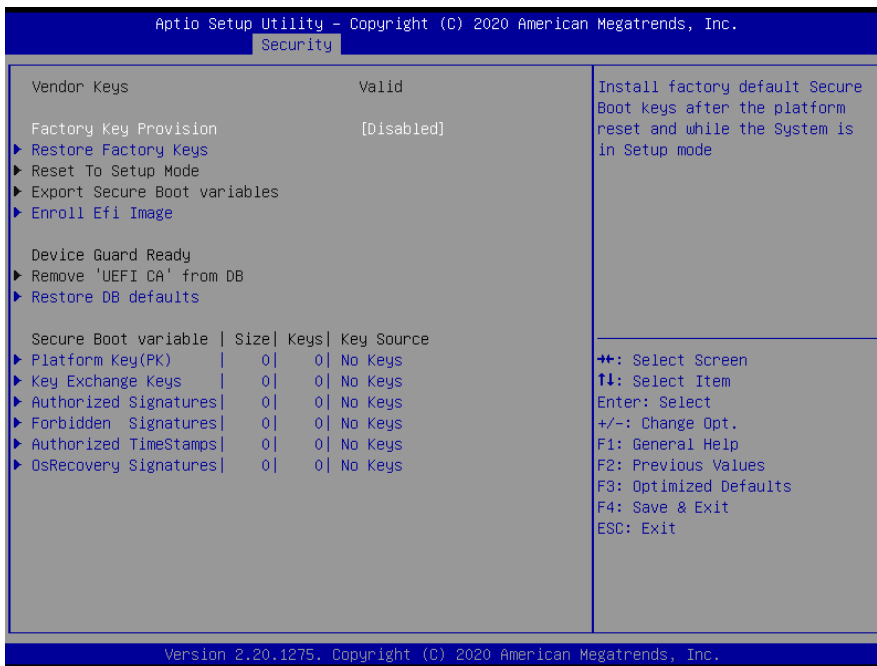 Aptio Setup Utility – Copyright (C) 2020 American Megatrends, Inc.
Security
Vendor Keys Valid
Factory Key Provision [Disabled]
Restore Factory Keys
Reset To Setup Mode
Export Secure Boot variables
Enroll Efi Image
Device Guard Ready
Remove 'UEFI CA' from DB
Restore DB defaults
Secure Boot variable | Size| Keys| Key Source
Platform Key(PK) | 0| 0| No Keys
Key Exchange Keys | 0| 0| No Keys
Authorized Signatures| 0| 0| No Keys
Forbidden Signatures| 0| 0| No Keys
Authorized TimeStamps| 0| 0| No Keys
OsRecovery Signatures| 0| 0| No Keys
Install factory default Secure
Boot keys after the platform
reset and while the System is
in Setup mode
→←: Select Screen
↑↓: Select Item
Enter: Select
+/-: Change Opt.
F1: General Help
F2: Previous Values
F3: Optimized Defaults
F4: Save & Exit
ESC: Exit
Version 2.20.1275. Copyright (C) 2020 American Megatrends, Inc.